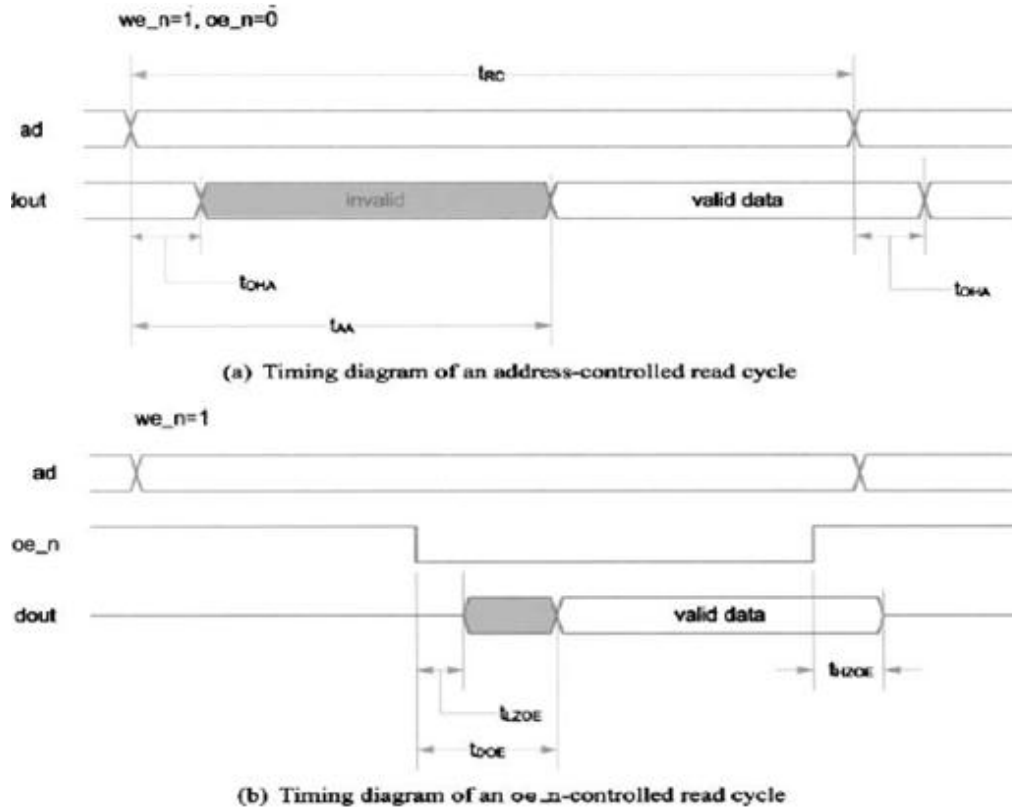 we_n=1, oe_n=0
tRC
ad
dout
invalid
valid data
tOHA
tOHA
tAA
(a) Timing diagram of an address-controlled read cycle
we_n=1
ad
oe_n
dout
valid data
tHZOE
tLZOE
tDOE
(b) Timing diagram of an oe_n-controlled read cycle